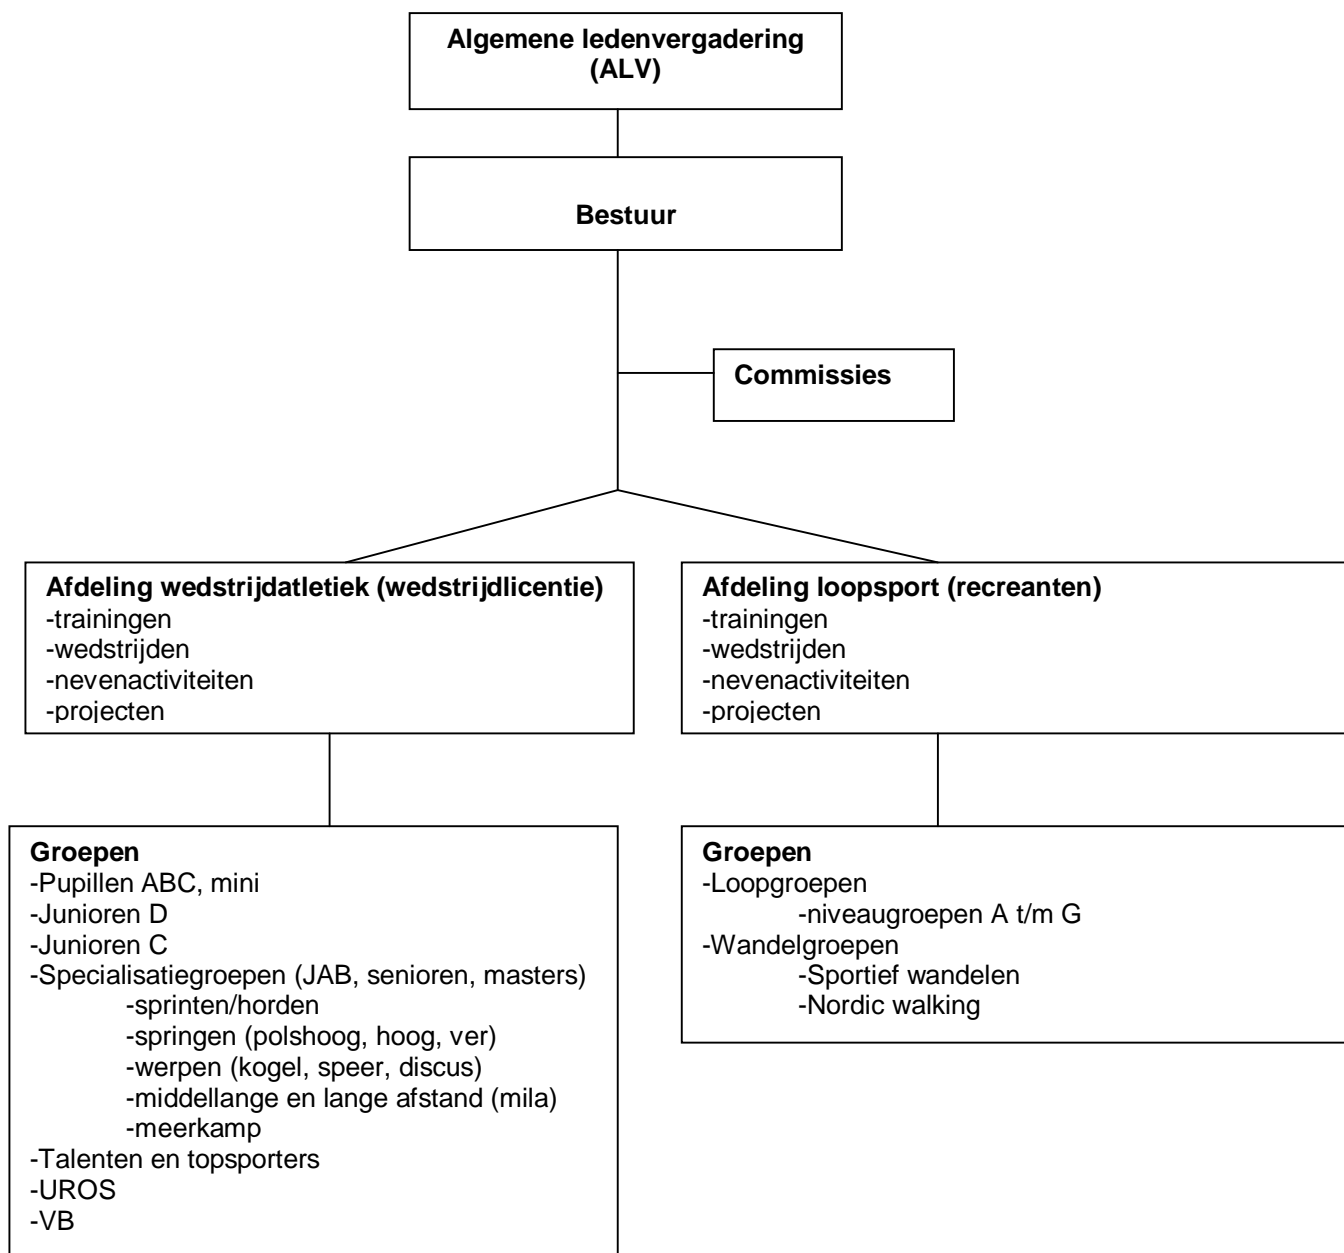 Algemene ledenvergadering
(ALV)
Bestuur
Commissies
Afdeling wedstrijdatletiek (wedstrijdlicentie)
-trainingen
-wedstrijden
-nevenactiviteiten
-projecten
Afdeling loopsport (recreanten)
-trainingen
-wedstrijden
-nevenactiviteiten
-projecten
Groepen
-Pupillen ABC, mini
-Junioren D
-Junioren C
-Specialisatiegroepen (JAB, senioren, masters)
-sprinten/horden
-springen (polshoog, hoog, ver)
-werpen (kogel, speer, discus)
-middellange en lange afstand (mila)
-meerkamp
-Talenten en topsporters
-UROS
-VB
Groepen
-Loopgroepen
-niveaugroepen A t/m G
-Wandelgroepen
-Sportief wandelen
-Nordic walking